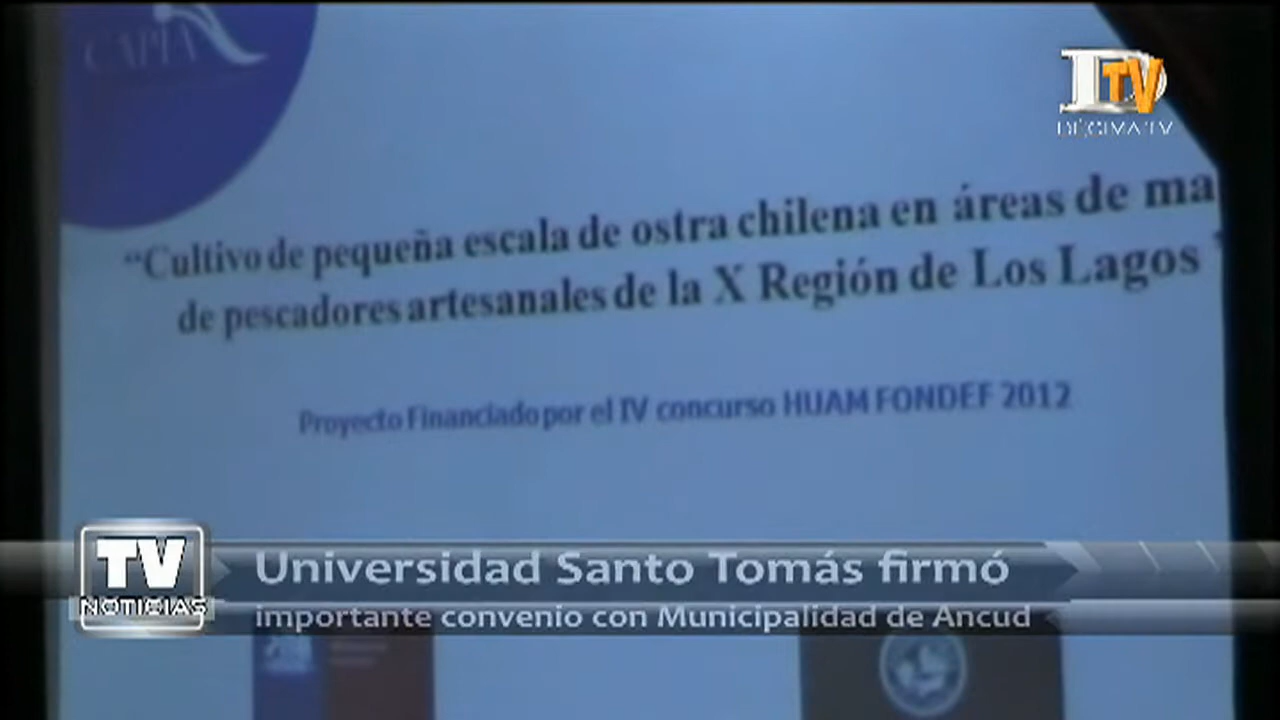 CAPIA
DTV
DÉCIMA TV
“Cultivo de pequeña escala de ostra chilena en áreas de ma
de pescadores artesanales de la X Región de Los Lagos
Proyecto Financiado por el IV concurso HUAM FONDEF 2012
TV
NOTICIAS
Universidad Santo Tomás firmó
importante convenio con Municipalidad de Ancud